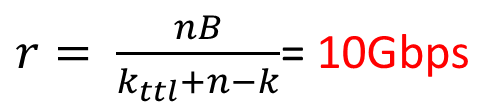 r = nB / (k_ttl+n−k) = 10Gbps